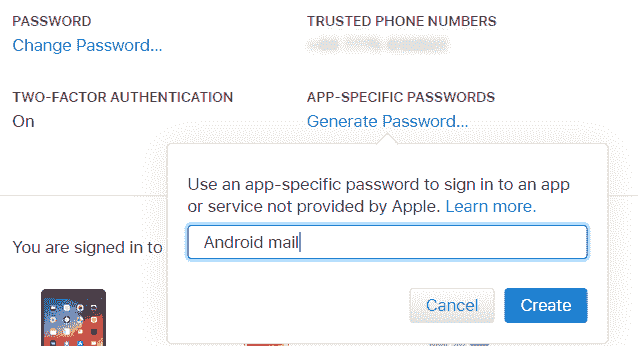 PASSWORD
Change Password...
TRUSTED PHONE NUMBERS
TWO-FACTOR AUTHENTICATION
On
APP-SPECIFIC PASSWORDS
Generate Password...
Use an app-specific password to sign in to an app
or service not provided by Apple. Learn more.
Android mail
Cancel
Create
You are signed in to